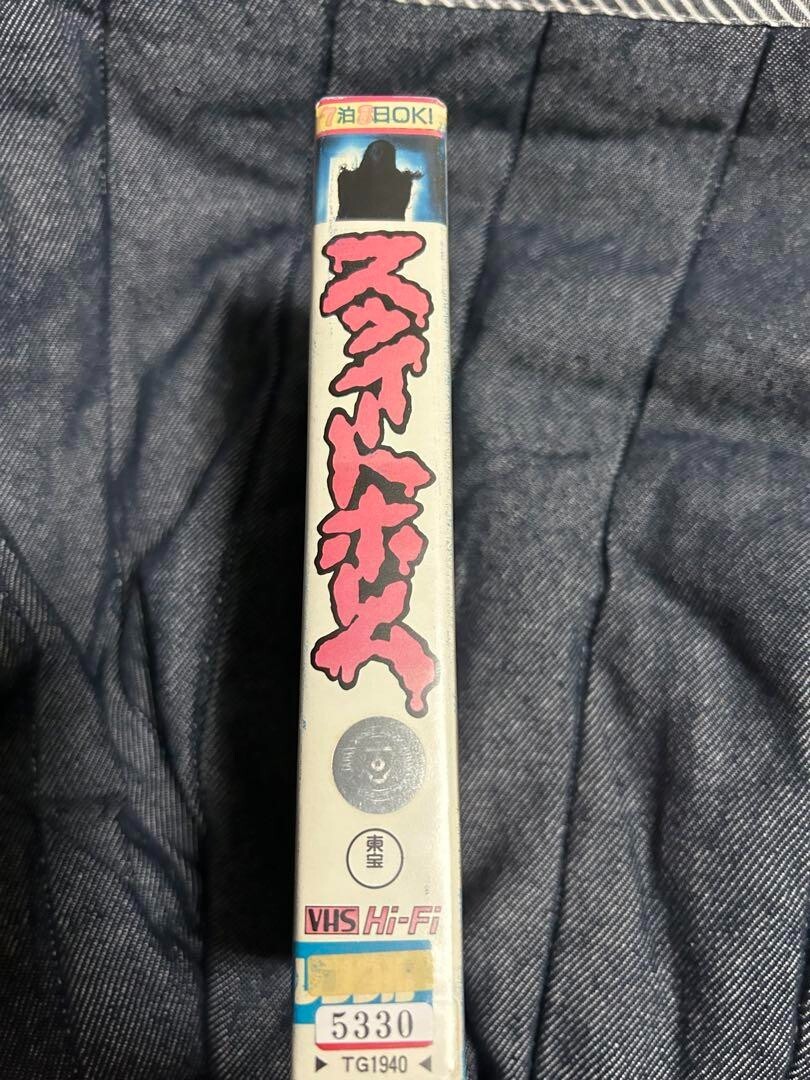 7泊8日OK!
スウィートホーム
東宝
VHS Hi-Fi
5330
▶ TG1940 ◀